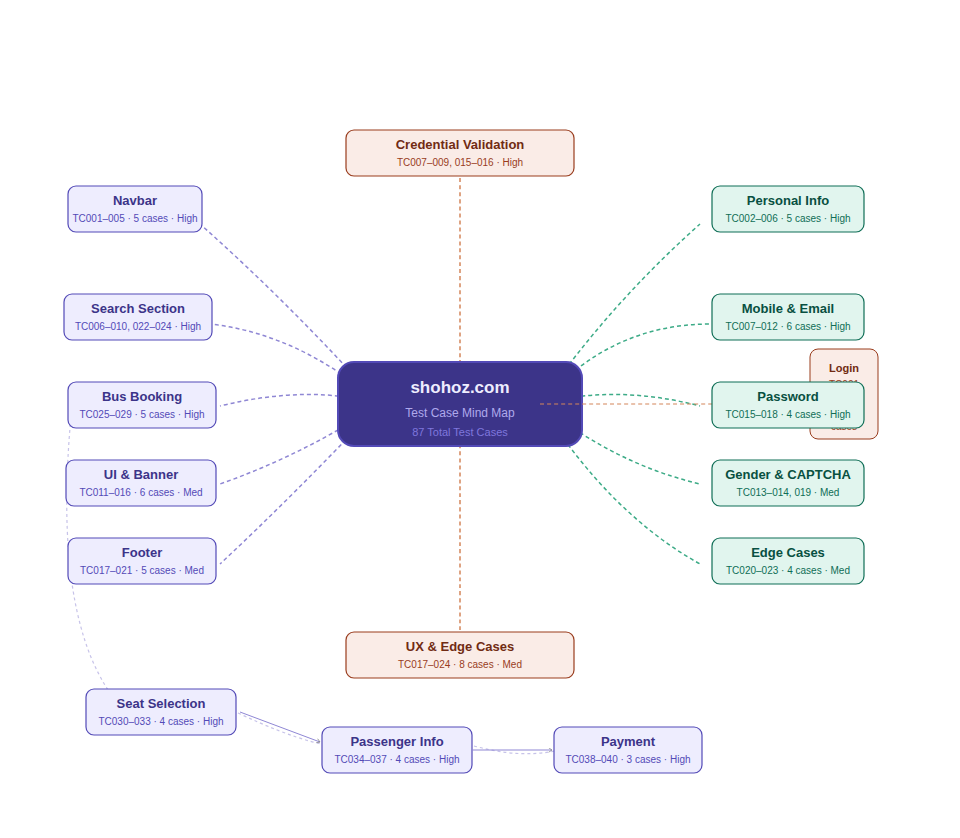 Credential Validation
TC007–009, 015–016 · High
Navbar
TC001–005 · 5 cases · High
Personal Info
TC002–006 · 5 cases · High
Search Section
TC006–010, 022–024 · High
Mobile & Email
TC007–012 · 6 cases · High
Login
shohoz.com
Test Case Mind Map
87 Total Test Cases
Bus Booking
TC025–029 · 5 cases · High
Password
TC015–018 · 4 cases · High
UI & Banner
TC011–016 · 6 cases · Med
Gender & CAPTCHA
TC013–014, 019 · Med
Footer
TC017–021 · 5 cases · Med
Edge Cases
TC020–023 · 4 cases · Med
UX & Edge Cases
TC017–024 · 8 cases · Med
Seat Selection
TC030–033 · 4 cases · High
Passenger Info
TC034–037 · 4 cases · High
Payment
TC038–040 · 3 cases · High